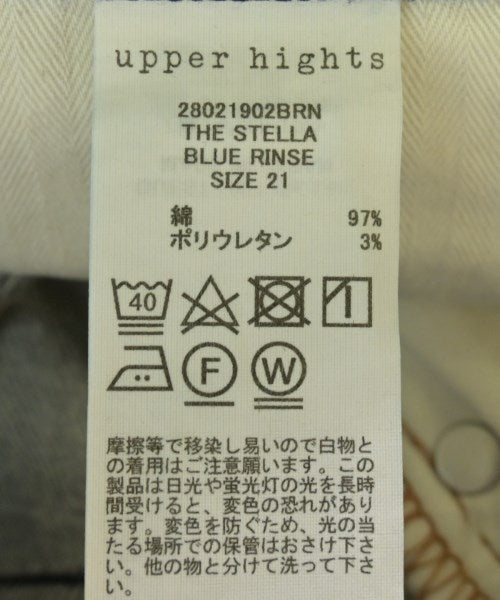 upper hights
28021902BRN
THE STELLA
BLUE RINSE
SIZE 21
綿 97%
ポリウレタン 3%
40
F W
摩擦等で移染し易いので白物と
の着用はご注意願います。この
製品は日光や蛍光灯の光を長時
間受けると、変色の恐れがあり
ます。変色を防ぐため、光の当
たる場所での保管はおさけ下さ
い。他の物と分けて洗って下さ
い。